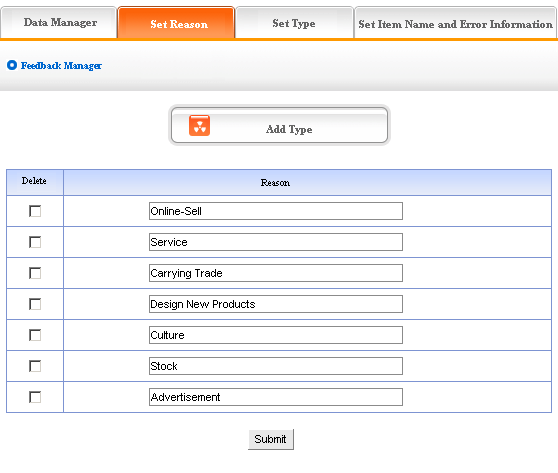 Data Manager Set Reason Set Type Set Item Name and Error Information
Feedback Manager
Add Type
Delete Reason
Online-Sell
Service
Carrying Trade
Design New Products
Culture
Stock
Advertisement
Submit